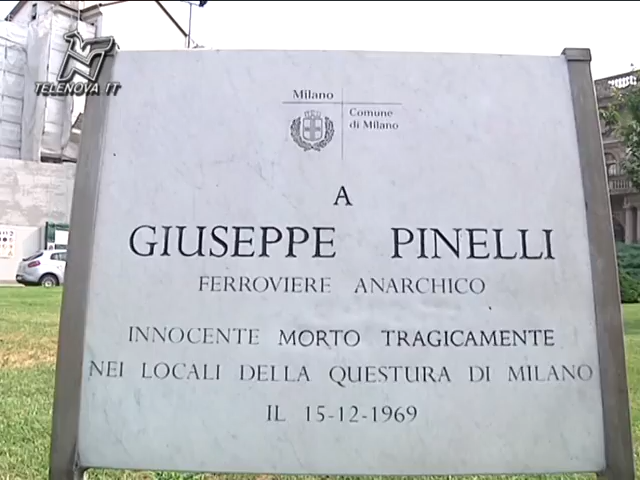 TELENOVA IT
Milano
Comune
di Milano
A
GIUSEPPE PINELLI
FERROVIERE ANARCHICO
INNOCENTE MORTO TRAGICAMENTE
NEI LOCALI DELLA QUESTURA DI MILANO
IL 15-12-1969